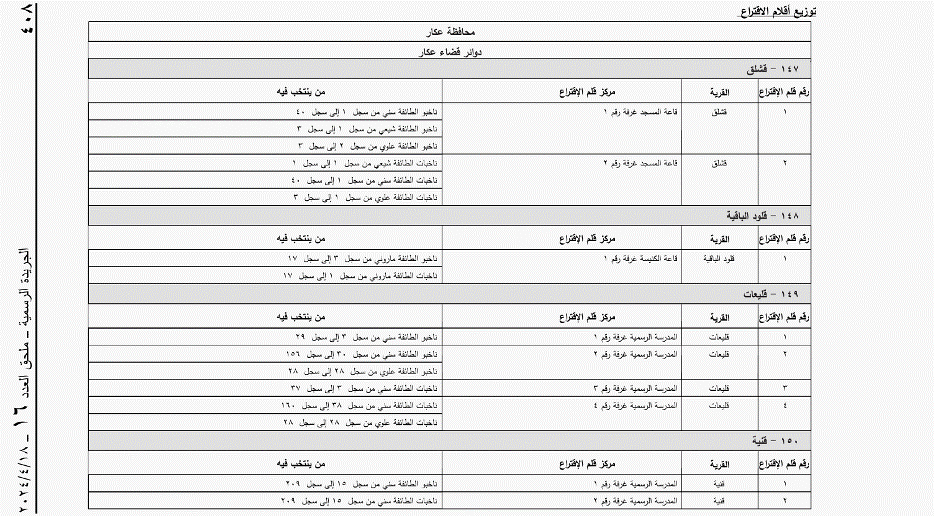 توزيع أقلام الاقتراع
محافظة عكار
دوائر قضاء عكار
١٤٧ - قشلق
رقم قلم الإقتراع القرية مركز قلم الإقتراع من ينتخب فيه
١ قشلق قاعة المسجد غرفة رقم ١ ناخبو الطائفة سني من سجل ١ إلى سجل ٤٠
ناخبو الطائفة شيعي من سجل ١ إلى سجل ٣
ناخبو الطائفة علوي من سجل ٢ إلى سجل ٣
٢ قشلق قاعة المسجد غرفة رقم ٢ ناخبات الطائفة شيعي من سجل ١ إلى سجل ١
ناخبات الطائفة سني من سجل ١ إلى سجل ٤٠
ناخبات الطائفة علوي من سجل ١ إلى سجل ٣
١٤٨ - قلود الباقية
رقم قلم الإقتراع القرية مركز قلم الإقتراع من ينتخب فيه
١ قلود الباقية قاعة الكنيسة غرفة رقم ١ ناخبو الطائفة ماروني من سجل ٣ إلى سجل ١٧
ناخبات الطائفة ماروني من سجل ١ إلى سجل ١٧
١٤٩ - قليعات
رقم قلم الإقتراع القرية مركز قلم الإقتراع من ينتخب فيه
١ قليعات المدرسة الرسمية غرفة رقم ١ ناخبو الطائفة سني من سجل ٣ إلى سجل ٢٩
٢ قليعات المدرسة الرسمية غرفة رقم ٢ ناخبو الطائفة سني من سجل ٣٠ إلى سجل ١٥٦
ناخبو الطائفة علوي من سجل ٢٨ إلى سجل ٢٨
٣ قليعات المدرسة الرسمية غرفة رقم ٣ ناخبات الطائفة سني من سجل ٣ إلى سجل ٣٧
٤ قليعات المدرسة الرسمية غرفة رقم ٤ ناخبات الطائفة سني من سجل ٣٨ إلى سجل ١٦٠
ناخبات الطائفة علوي من سجل ٢٨ إلى سجل ٢٨
١٥٠ - قنية
رقم قلم الإقتراع القرية مركز قلم الإقتراع من ينتخب فيه
١ قنية المدرسة الرسمية غرفة رقم ١ ناخبو الطائفة سني من سجل ١٥ إلى سجل ٢٠٩
٢ قنية المدرسة الرسمية غرفة رقم ٢ ناخبات الطائفة سني من سجل ١٥ إلى سجل ٢٠٩
٤٠٨
الجريدة الرسمية - ملحق العدد ١٦ - ٢٠٢٤/٤/١٨